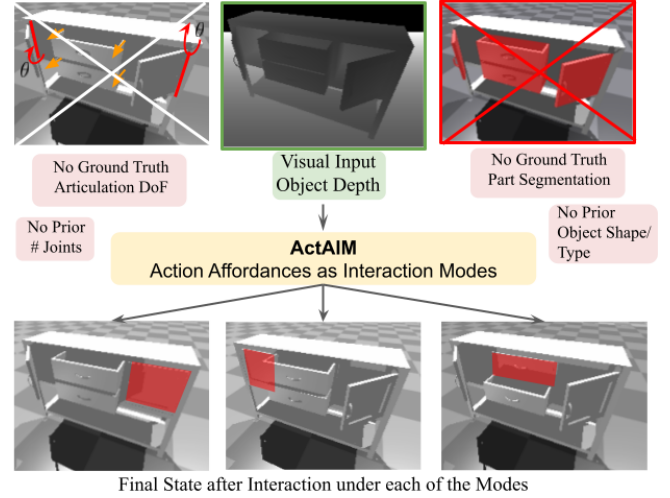 θ
θ
No Ground Truth
Articulation DoF
Visual Input
Object Depth
No Ground Truth
Part Segmentation
No Prior
# Joints
No Prior
Object Shape/
Type
ActAIM
Action Affordances as Interaction Modes
Final State after Interaction under each of the Modes